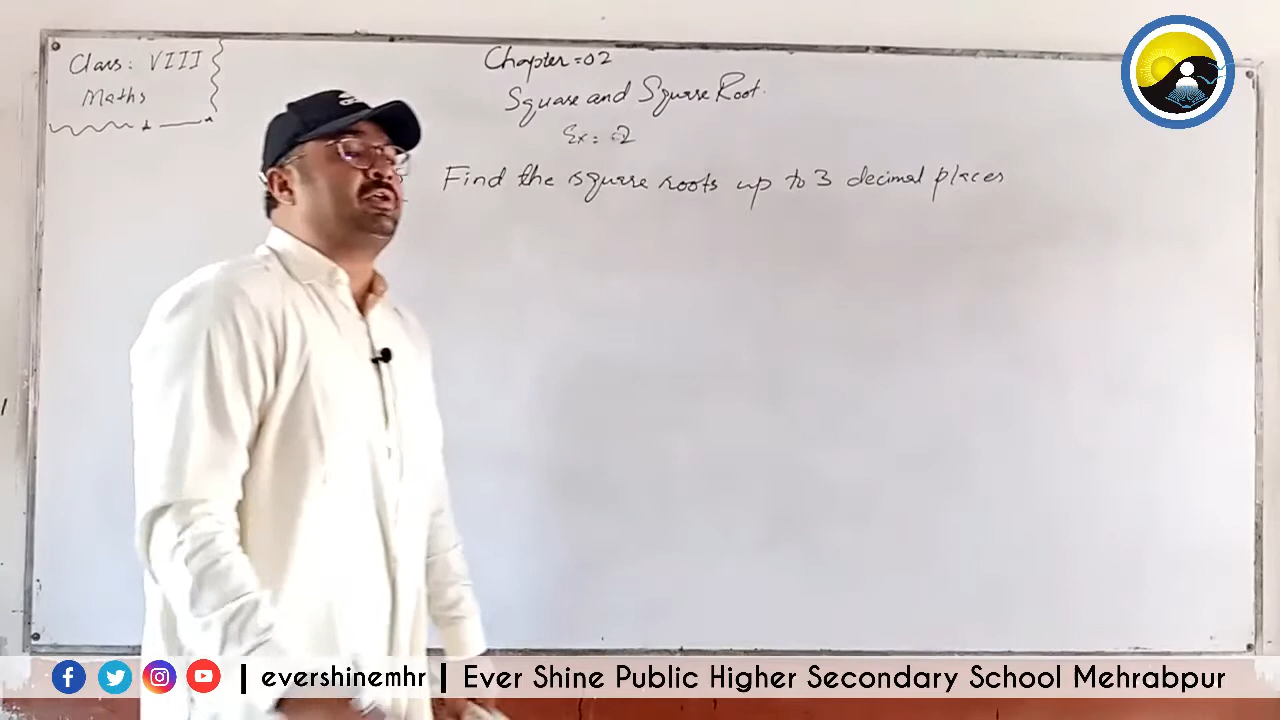 Class: VIII
Maths
Chapter = 02
Square and Square Root.
Ex: 02
Find the square roots up to 3 decimal places
| evershinemhr | Ever Shine Public Higher Secondary School Mehrabpur